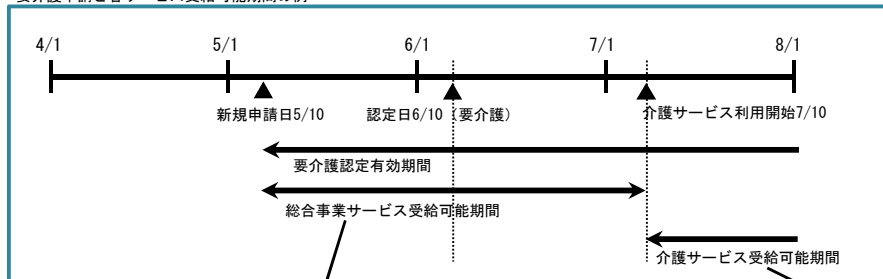 4/1 5/1 6/1 7/1 8/1
新規申請日5/10 認定日6/10（要介護） 介護サービス利用開始7/10
要介護認定有効期間
総合事業サービス受給可能期間
介護サービス受給可能期間